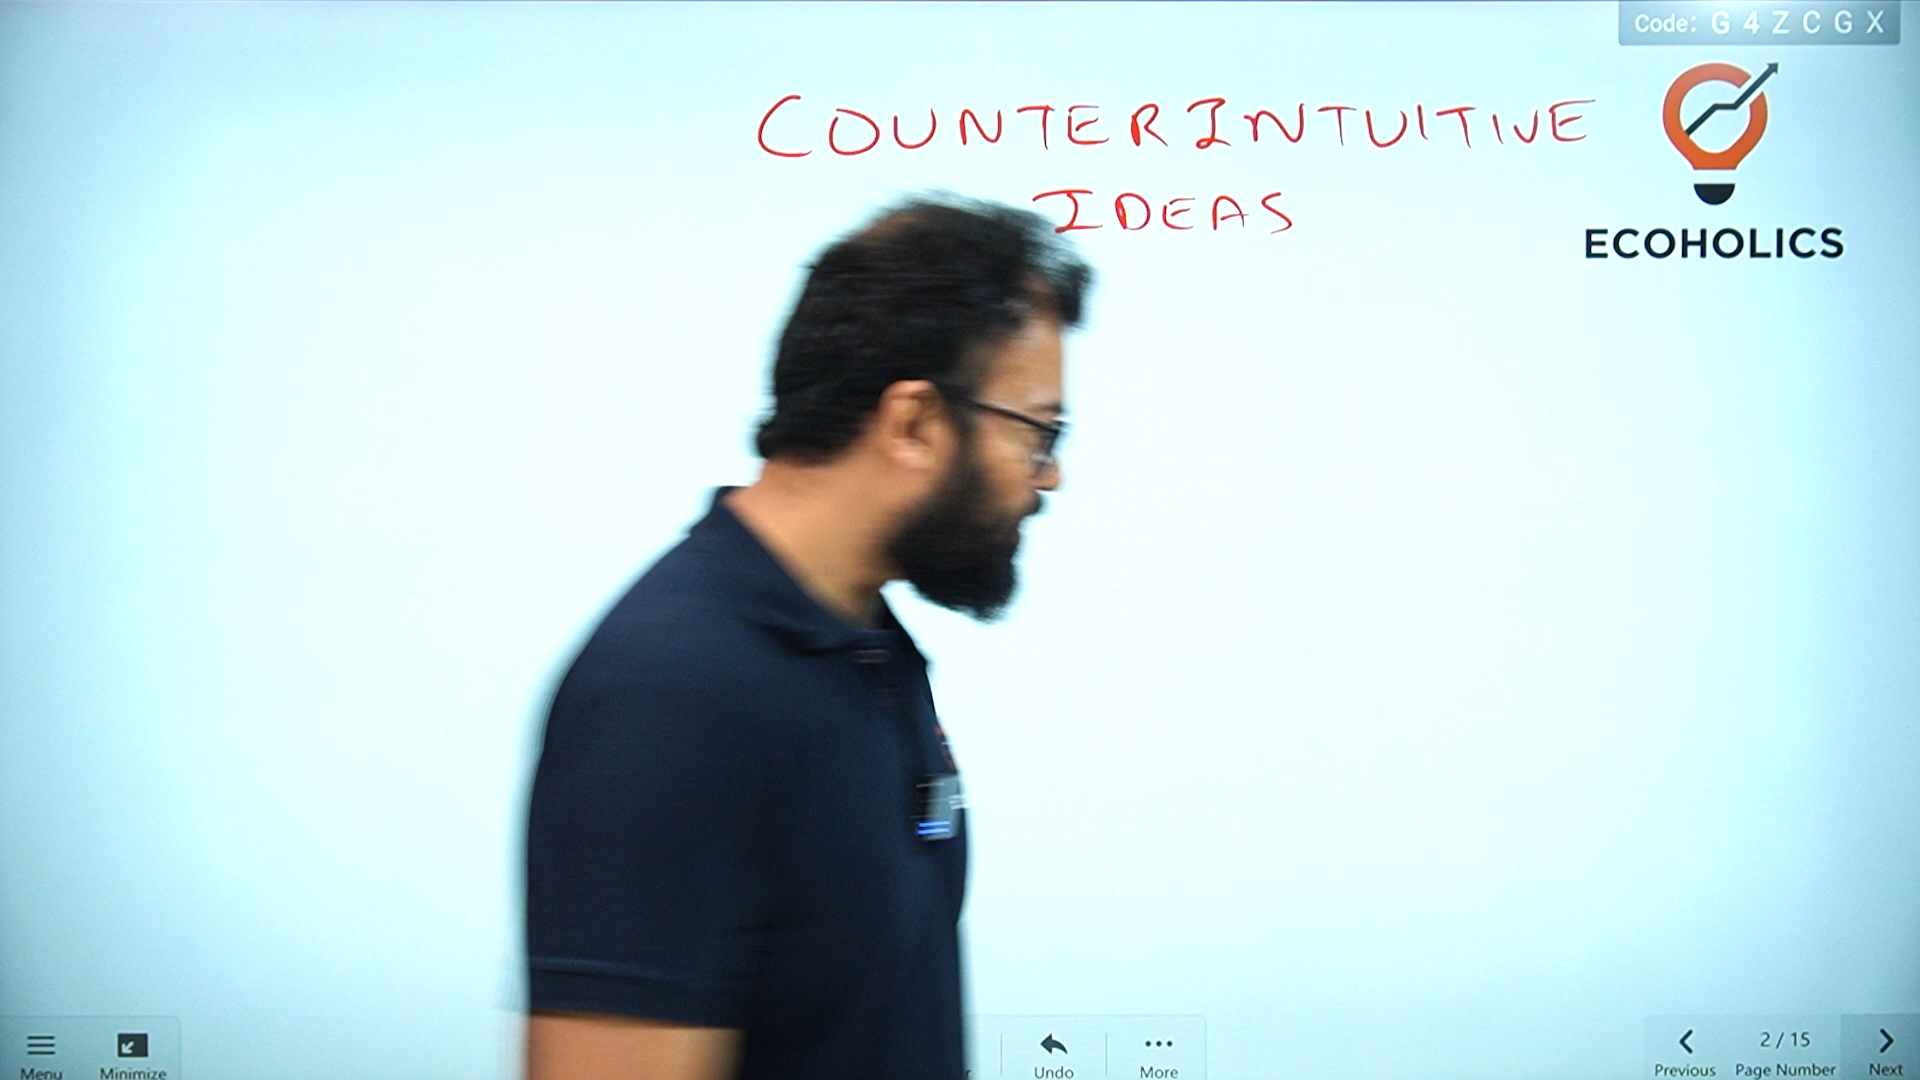 Code: G 4 Z C G X
COUNTERINTUITIVE
IDEAS
ECOHOLICS
Menu
Minimize
Undo
More
Previous
2 / 15
Page Number
Next